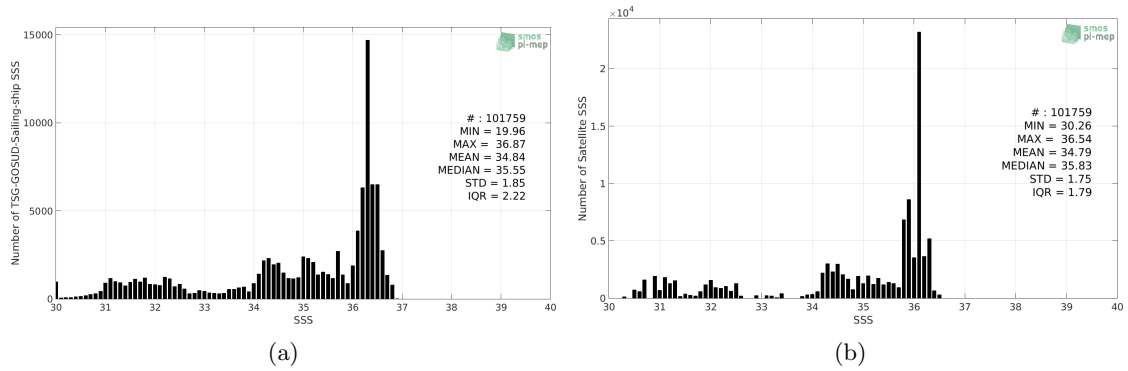 15000
10000
5000
0
Number of TSG-GOSUD-Sailing-ship SSS
30 31 32 33 34 35 36 37 38 39 40
SSS
smos
pi-mep
# : 101759
MIN = 19.96
MAX = 36.87
MEAN = 34.84
MEDIAN = 35.55
STD = 1.85
IQR = 2.22
(a)
×10⁴
2
1.5
1
0.5
0
Number of Satellite SSS
30 31 32 33 34 35 36 37 38 39 40
SSS
smos
pi-mep
# : 101759
MIN = 30.26
MAX = 36.54
MEAN = 34.79
MEDIAN = 35.83
STD = 1.75
IQR = 1.79
(b)